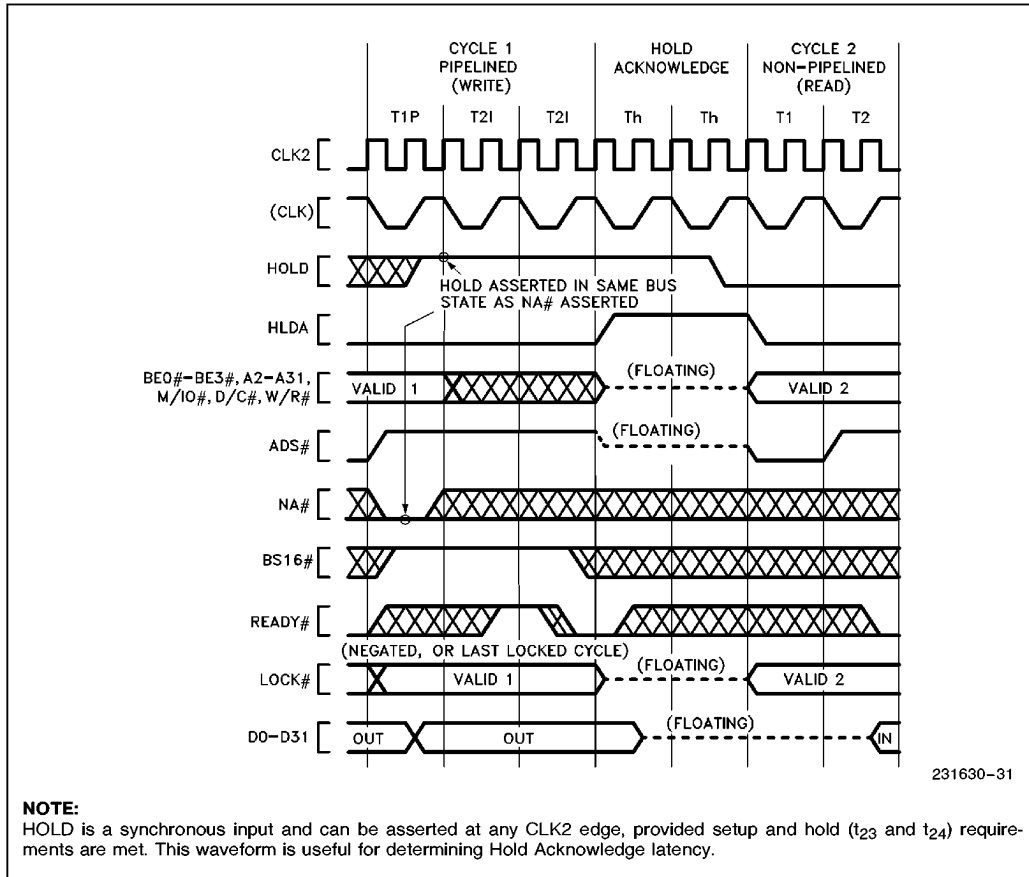 CYCLE 1
PIPELINED
(WRITE)
HOLD
ACKNOWLEDGE
CYCLE 2
NON-PIPELINED
(READ)
T1P T2I T2I Th Th T1 T2
CLK2
(CLK)
HOLD
HOLD ASSERTED IN SAME BUS
STATE AS NA# ASSERTED
HLDA
BE0#-BE3#, A2-A31,
M/IO#, D/C#, W/R#
VALID 1 (FLOATING) VALID 2
ADS# (FLOATING)
NA#
BS16#
READY#
(NEGATED, OR LAST LOCKED CYCLE)
LOCK# VALID 1 (FLOATING) VALID 2
D0-D31 OUT OUT (FLOATING) IN
231630-31
NOTE:
HOLD is a synchronous input and can be asserted at any CLK2 edge, provided setup and hold (t23 and t24) require-
ments are met. This waveform is useful for determining Hold Acknowledge latency.